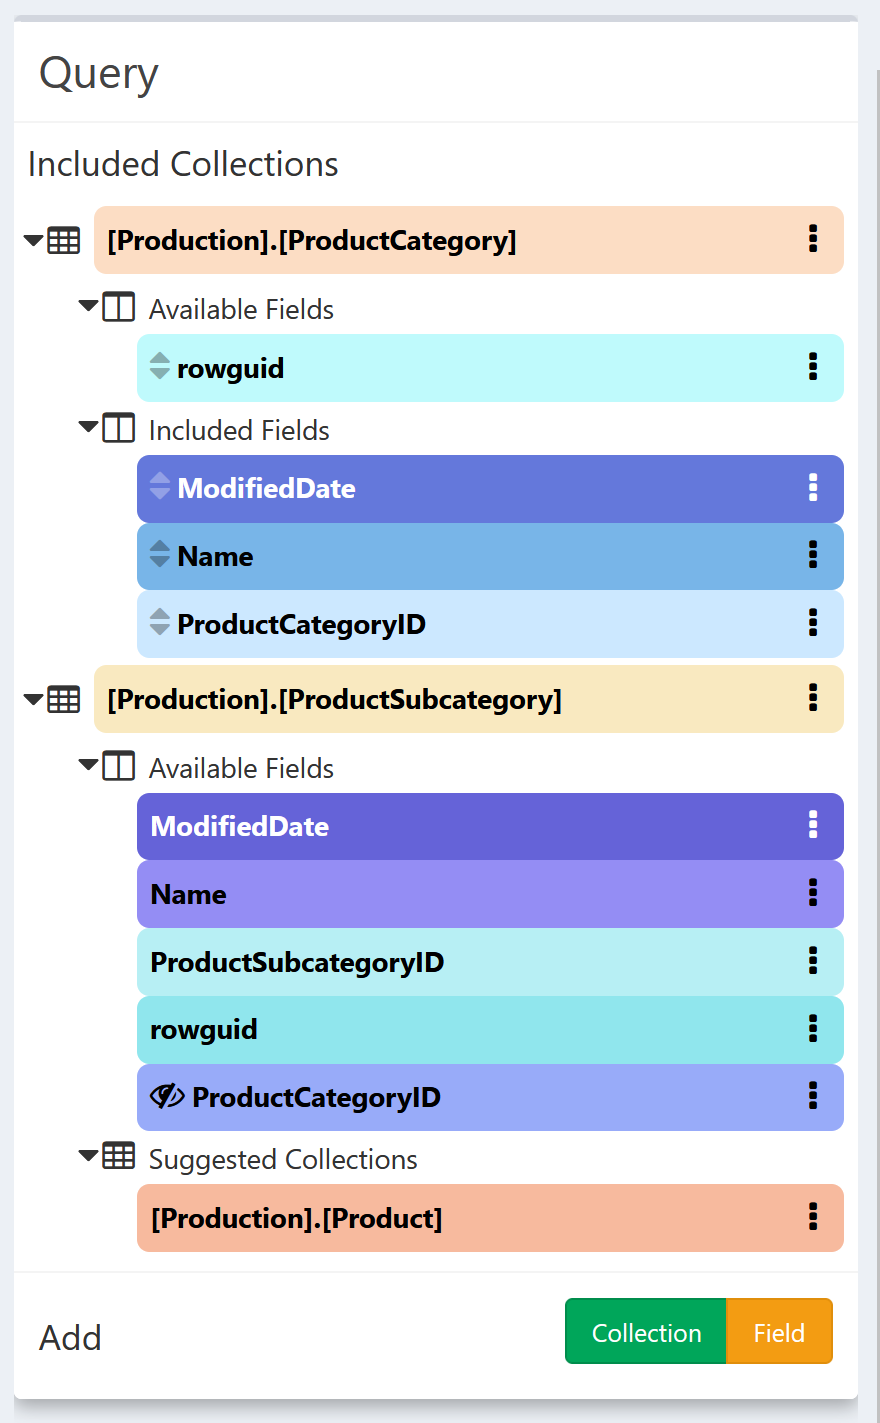 Query
Included Collections
[Production].[ProductCategory]
Available Fields
rowguid
Included Fields
ModifiedDate
Name
ProductCategoryID
[Production].[ProductSubcategory]
Available Fields
ModifiedDate
Name
ProductSubcategoryID
rowguid
ProductCategoryID
Suggested Collections
[Production].[Product]
Add Collection Field